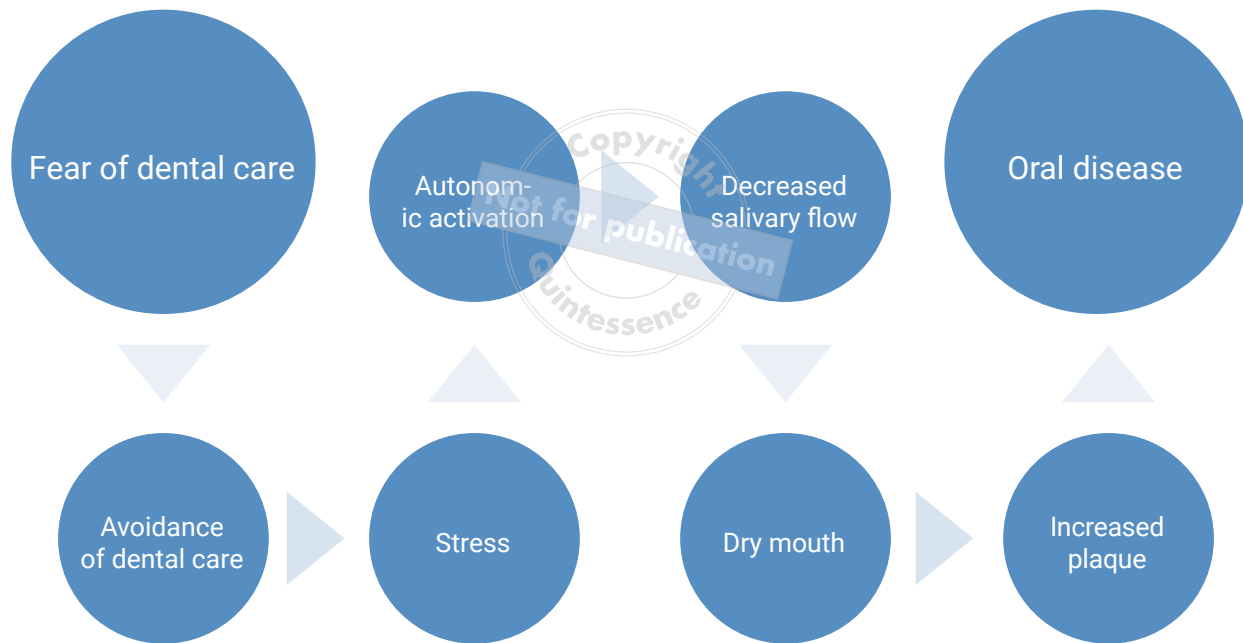 Fear of dental care
Avoidance
of dental care
Stress
Autonom-
ic activation
Decreased
salivary flow
Dry mouth
Increased
plaque
Oral disease
Copyright
Not for publication
Quintessence